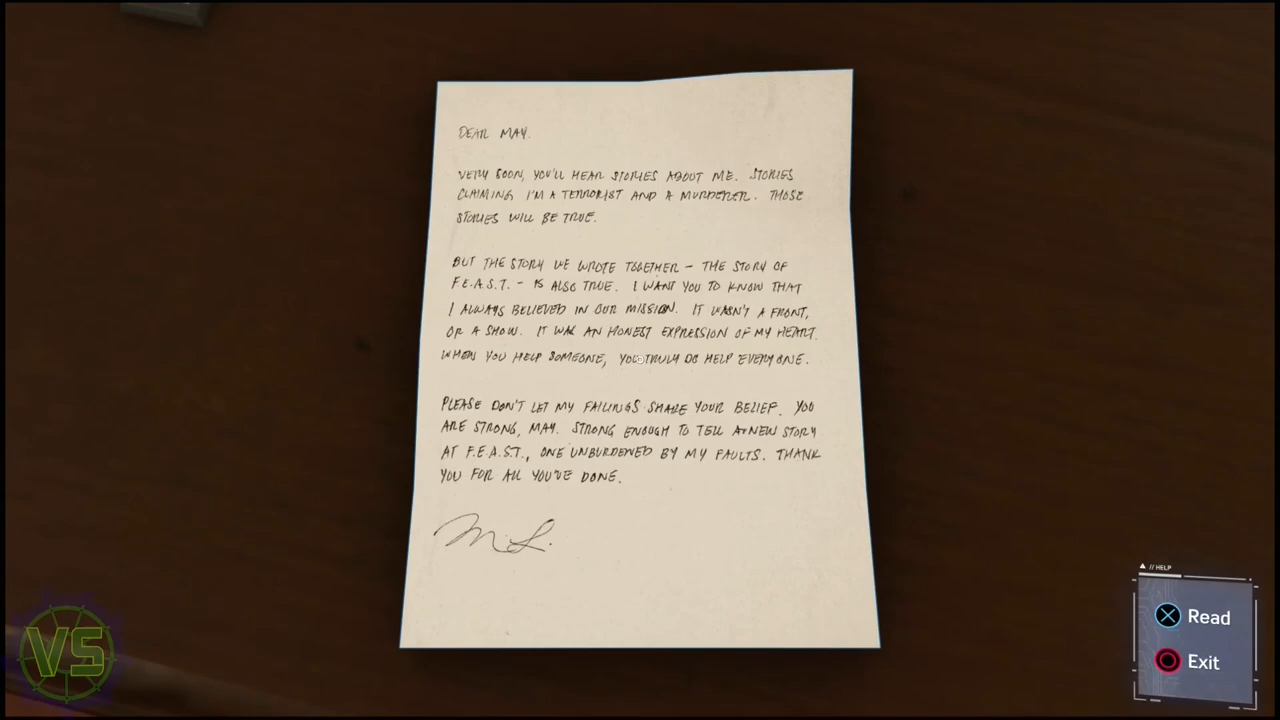 DEAR MAY.
VERY SOON, YOU'LL HEAR STORIES ABOUT ME. STORIES
CLAIMING I'M A TERRORIST AND A MURDERER. THOSE
STORIES WILL BE TRUE.
BUT THE STORY WE WROTE TOGETHER - THE STORY OF
F.E.A.S.T. - IS ALSO TRUE. I WANT YOU TO KNOW THAT
I ALWAYS BELIEVED IN OUR MISSION. IT WASN'T A FRONT,
OR A SHOW. IT WAS AN HONEST EXPRESSION OF MY HEART.
WHEN YOU HELP SOMEONE, YOU TRULY DO HELP EVERYONE.
PLEASE DON'T LET MY FAILINGS SHAKE YOUR BELIEF. YOU
ARE STRONG, MAY. STRONG ENOUGH TO TELL A NEW STORY
AT F.E.A.S.T., ONE UNBURDENED BY MY FAULTS. THANK
YOU FOR ALL YOU'VE DONE.
M.L.
// HELP
Read
Exit
VS